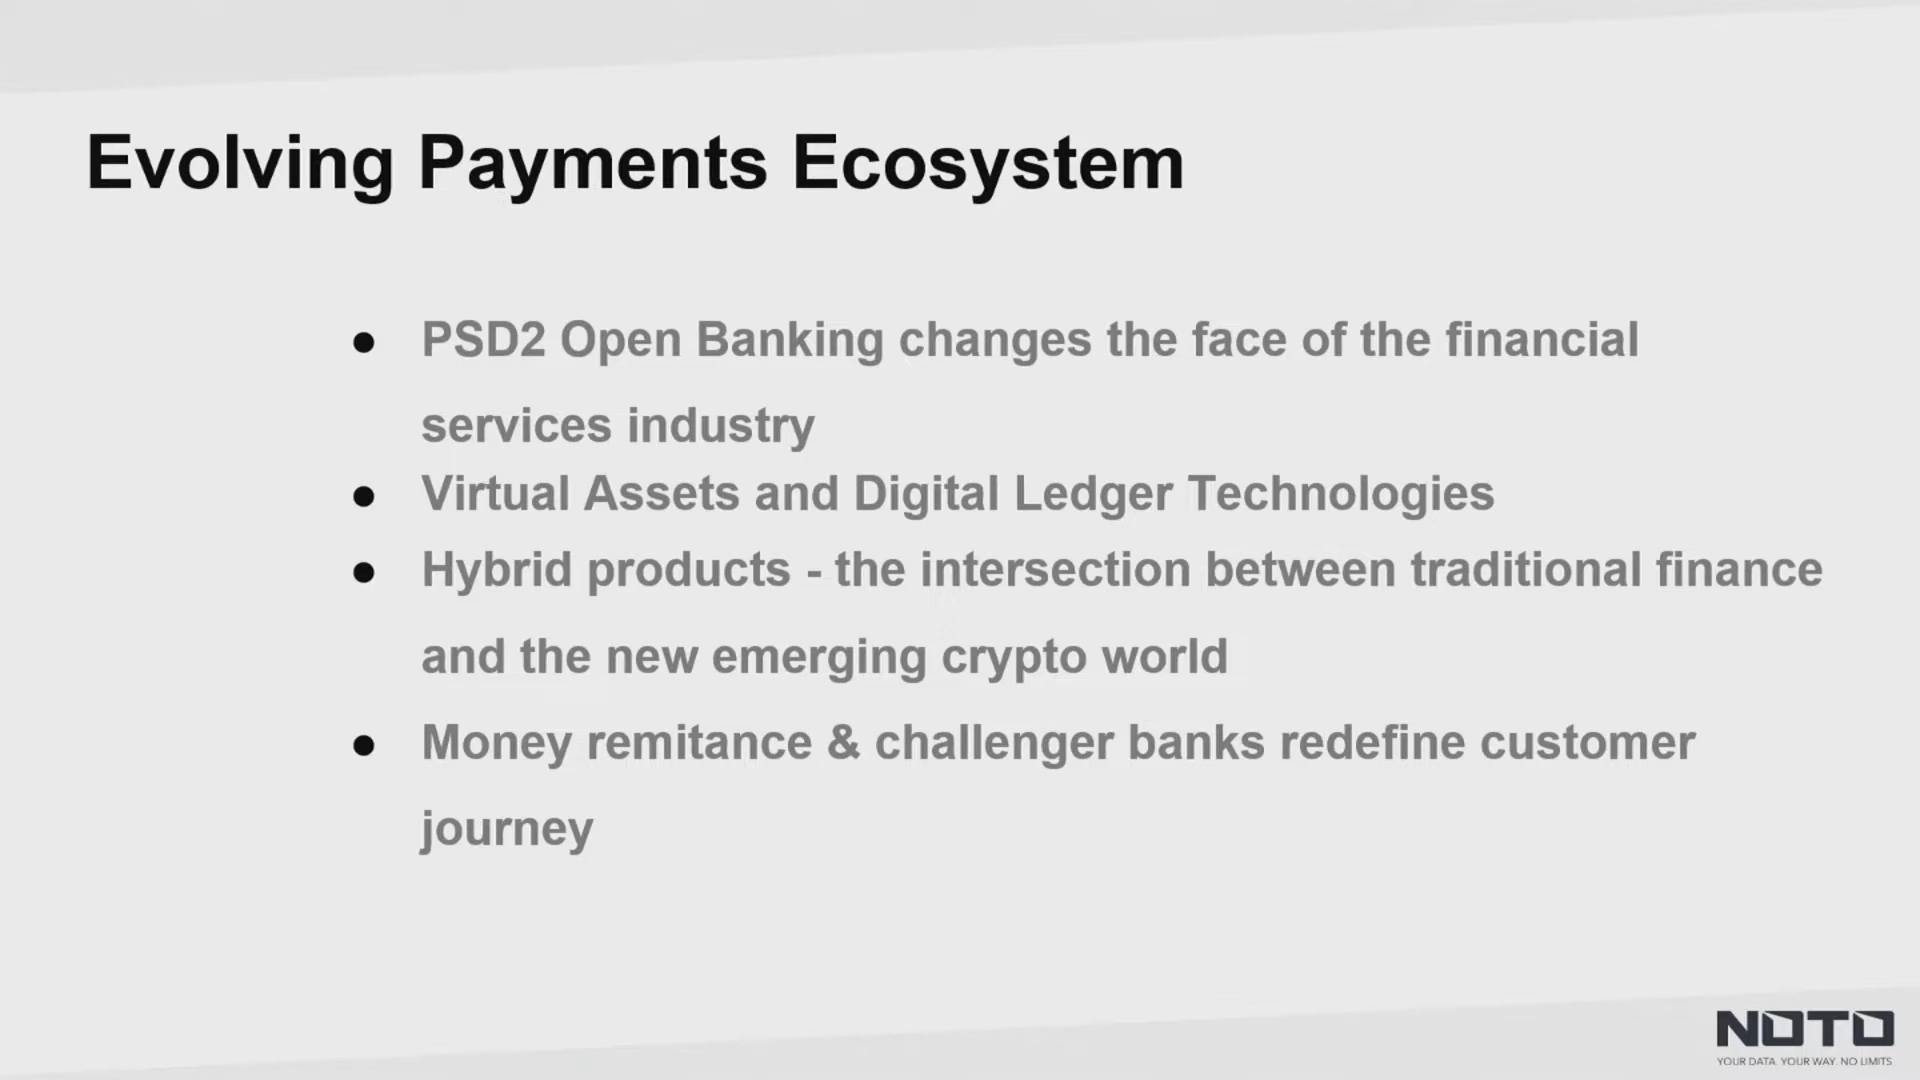 Evolving Payments Ecosystem
● PSD2 Open Banking changes the face of the financial
services industry
● Virtual Assets and Digital Ledger Technologies
● Hybrid products - the intersection between traditional finance
and the new emerging crypto world
● Money remitance & challenger banks redefine customer
journey
NOTO
YOUR DATA. YOUR WAY. NO LIMITS.